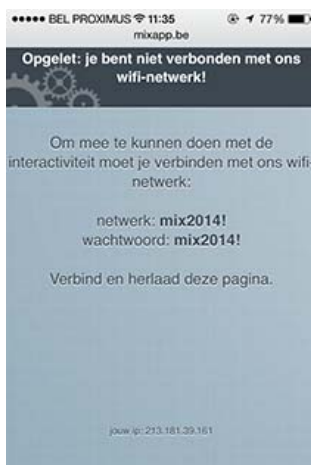 BEL PROXIMUS 11:35 77%
mixapp.be
Opgelet: je bent niet verbonden met ons
wifi-netwerk!
Om mee te kunnen doen met de
interactiviteit moet je verbinden met ons wifi-
netwerk:
netwerk: mix2014!
wachtwoord: mix2014!
Verbind en herlaad deze pagina.
jouw ip: 213.181.39.161